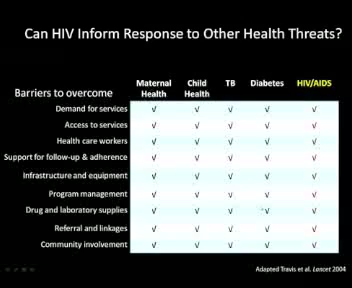 Can HIV Inform Response to Other Health Threats?
Barriers to overcome
Maternal Health
Child Health
TB
Diabetes
HIV/AIDS
Demand for services √ √ √ √ √
Access to services √ √ √ √ √
Health care workers √ √ √ √ √
Support for follow-up & adherence √ √ √ √ √
Infrastructure and equipment √ √ √ √ √
Program management √ √ √ √ √
Drug and laboratory supplies √ √ √ √ √
Referral and linkages √ √ √ √ √
Community involvement √ √ √ √ √
Adapted Travis et al. Lancet 2004